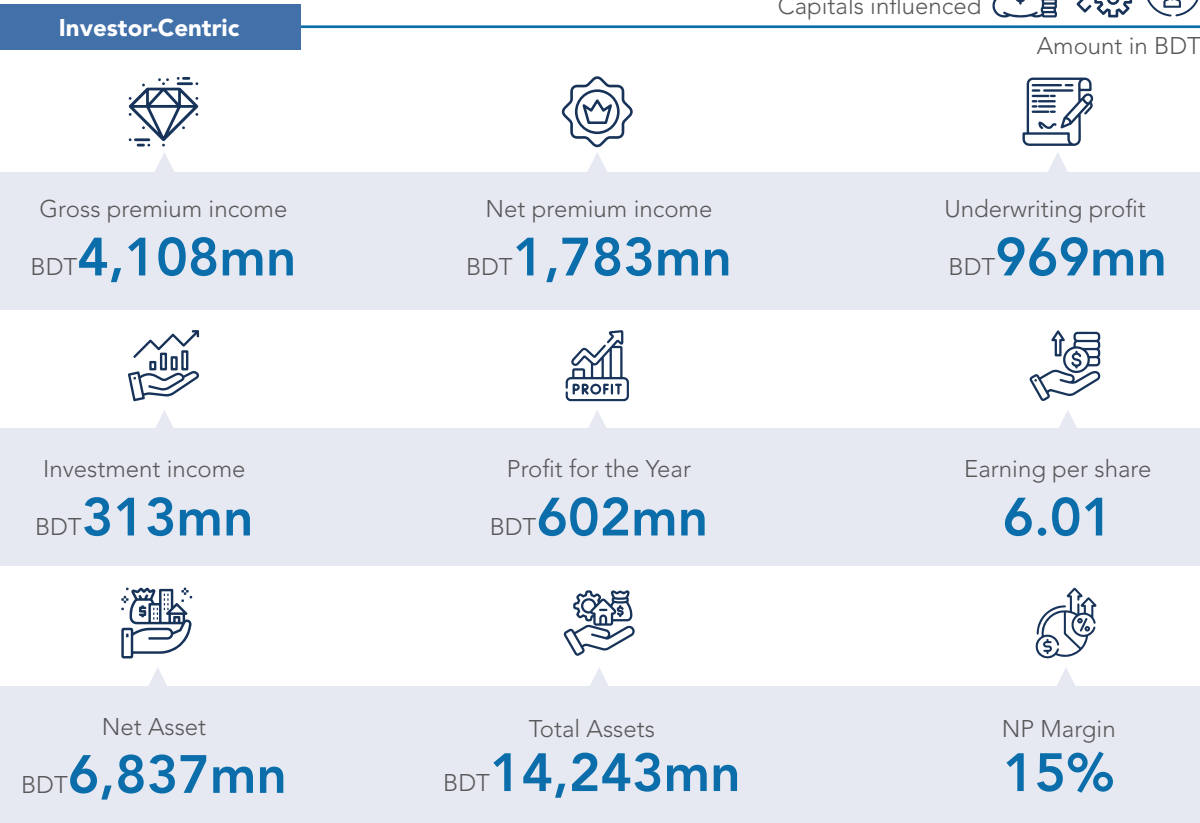 Capitals influenced
Investor-Centric
Amount in BDT
Gross premium income
BDT4,108mn
Net premium income
BDT1,783mn
Underwriting profit
BDT969mn
PROFIT
Investment income
BDT313mn
Profit for the Year
BDT602mn
Earning per share
6.01
Net Asset
BDT6,837mn
Total Assets
BDT14,243mn
NP Margin
15%